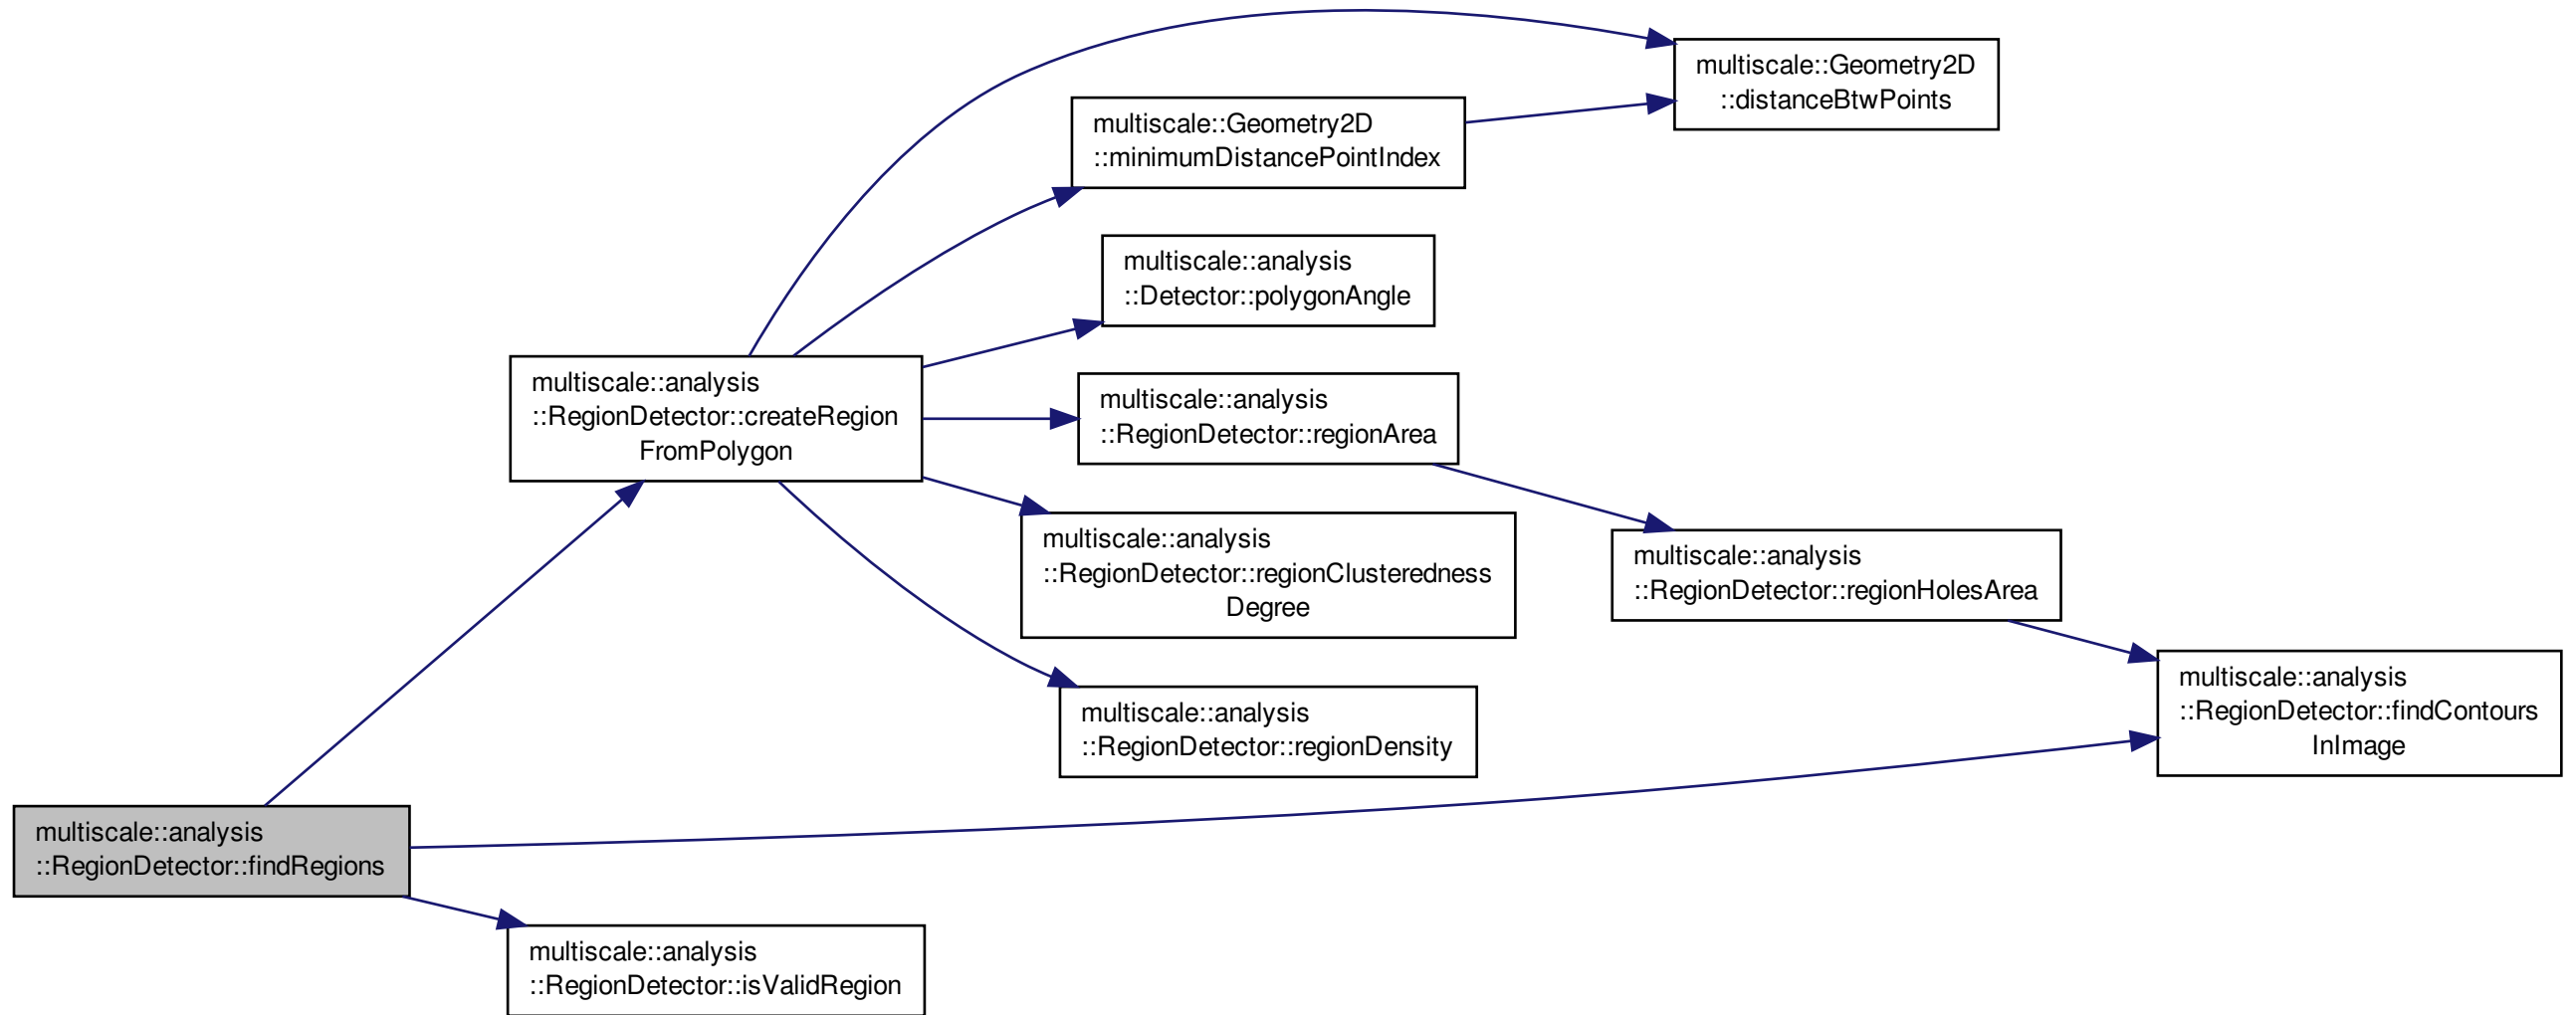 multiscale::Geometry2D
::distanceBtwPoints
multiscale::Geometry2D
::minimumDistancePointIndex
multiscale::analysis
::Detector::polygonAngle
multiscale::analysis
::RegionDetector::createRegion
FromPolygon
multiscale::analysis
::RegionDetector::regionArea
multiscale::analysis
::RegionDetector::regionClusteredness
Degree
multiscale::analysis
::RegionDetector::regionHolesArea
multiscale::analysis
::RegionDetector::findContours
InImage
multiscale::analysis
::RegionDetector::regionDensity
multiscale::analysis
::RegionDetector::findRegions
multiscale::analysis
::RegionDetector::isValidRegion